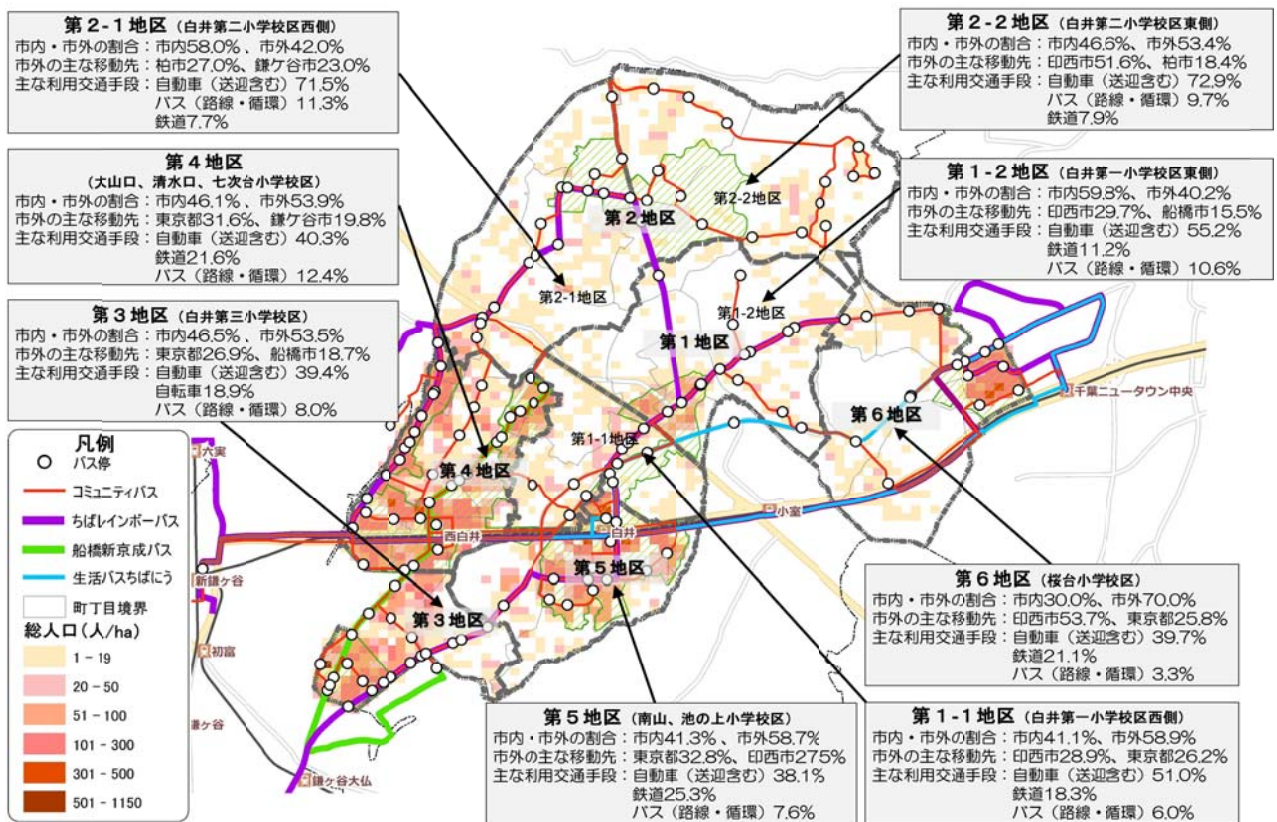 第2-1地区 (白井第二小学校区西側)
市内・市外の割合：市内58.0%、市外42.0%
市外の主な移動先：柏市27.0%、鎌ケ谷市23.0%
主な利用交通手段：自動車（送迎含む）71.5%
バス（路線・循環）11.3%
鉄道7.7%
第4地区
(大山口、清水口、七次台小学校区)
市内・市外の割合：市内46.1%、市外53.9%
市外の主な移動先：東京都31.6%、鎌ケ谷市19.8%
主な利用交通手段：自動車（送迎含む）40.3%
鉄道21.6%
バス（路線・循環）12.4%
第3地区 (白井第三小学校区)
市内・市外の割合：市内46.5%、市外53.5%
市外の主な移動先：東京都26.9%、船橋市18.7%
主な利用交通手段：自動車（送迎含む）39.4%
自転車18.9%
バス（路線・循環）8.0%
第2-2地区 (白井第二小学校区東側)
市内・市外の割合：市内46.6%、市外53.4%
市外の主な移動先：印西市51.6%、柏市18.4%
主な利用交通手段：自動車（送迎含む）72.9%
バス（路線・循環）9.7%
鉄道7.9%
第1-2地区 (白井第一小学校区東側)
市内・市外の割合：市内59.8%、市外40.2%
市外の主な移動先：印西市29.7%、船橋市15.5%
主な利用交通手段：自動車（送迎含む）55.2%
鉄道11.2%
バス（路線・循環）10.6%
第2-2地区
第2地区
第2-1地区
第1-2地区
第1地区
第6地区
千葉ニュータウン中央
第1-1地区
第4地区
西白井
白井
小室
第5地区
第3地区
六実
新鎌ケ谷
初富
鎌ケ谷
鎌ケ谷大仏
凡例
バス停
コミュニティバス
ちばレインボーバス
船橋新京成バス
生活バスちばにう
町丁目境界
総人口(人/ha)
1 - 19
20 - 50
51 - 100
101 - 300
301 - 500
501 - 1150
第6地区 (桜台小学校区)
市内・市外の割合：市内30.0%、市外70.0%
市外の主な移動先：印西市53.7%、東京都25.8%
主な利用交通手段：自動車（送迎含む）39.7%
鉄道21.1%
バス（路線・循環）3.3%
第5地区 (南山、池の上小学校区)
市内・市外の割合：市内41.3%、市外58.7%
市外の主な移動先：東京都32.8%、印西市275%
主な利用交通手段：自動車（送迎含む）38.1%
鉄道25.3%
バス（路線・循環）7.6%
第1-1地区 (白井第一小学校区西側)
市内・市外の割合：市内41.1%、市外58.9%
市外の主な移動先：印西市28.9%、東京都26.2%
主な利用交通手段：自動車（送迎含む）51.0%
鉄道18.3%
バス（路線・循環）6.0%